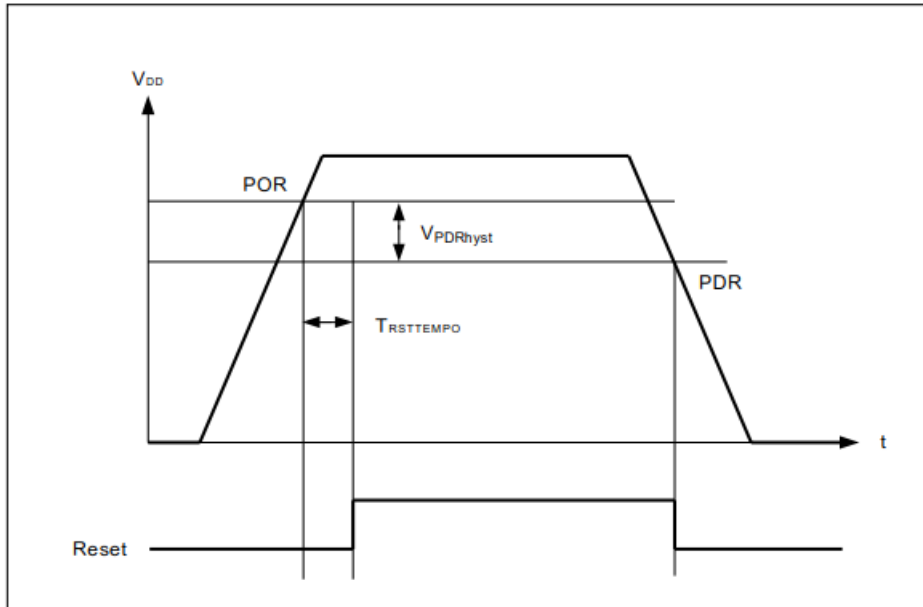 VDD
POR
VPDRhyst
PDR
TRSTTEMPO
t
Reset